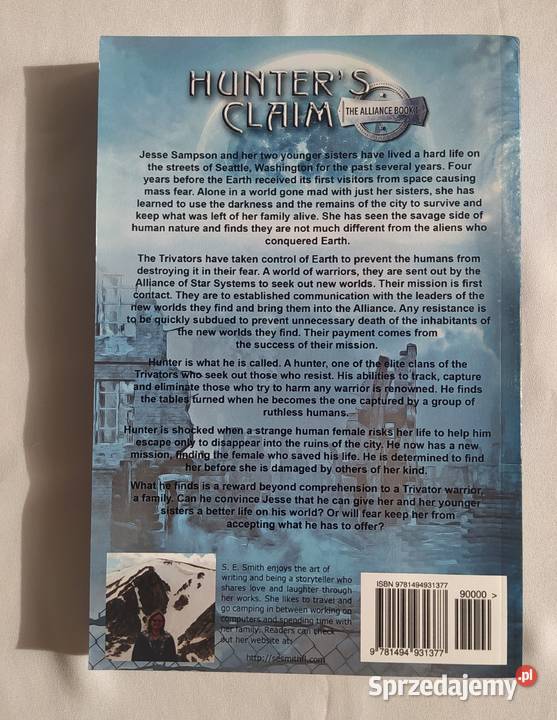 HUNTER'S
CLAIM
THE ALLIANCE BOOK 1
Jesse Sampson and her two younger sisters have lived a hard life on
the streets of Seattle, Washington for the past several years. Four
years before the Earth received its first visitors from space causing
mass fear. Alone in a world gone mad with just her sisters, she has
learned to use the darkness and the remains of the city to survive and
keep what was left of her family alive. She has seen the savage side of
human nature and finds they are not much different from the aliens who
conquered Earth.
The Trivators have taken control of Earth to prevent the humans from
destroying it in their fear. A world of warriors, they are sent out by the
Alliance of Star Systems to seek out new worlds. Their mission is first
contact. They are to established communication with the leaders of the
new worlds they find and bring them into the Alliance. Any resistance is
to be quickly subdued to prevent unnecessary death of the inhabitants of
the new worlds they find. Their payment comes from
the success of their mission.
Hunter is what he is called. A hunter, one of the elite clans of the
Trivators who seek out those who resist. His abilities to track, capture
and eliminate those who try to harm any warrior is renowned. He finds
the tables turned when he becomes the one captured by a group of
ruthless humans.
Hunter is shocked when a strange human female risks her life to help him
escape only to disappear into the ruins of the city. He now has a new
mission, finding the female who saved his life. He is determined to find
her before she is damaged by others of her kind.
What he finds is a reward beyond comprehension to a Trivator warrior,
a family. Can he convince Jesse that he can give her and her younger
sisters a better life on his world? Or will fear keep her from
accepting what he has to offer?
S. E. Smith enjoys the art of
writing and being a storyteller who
shares love and laughter through
her works. She likes to travel and
go camping in between working on
computers and spending time with
her family. Readers can check
out her website ats
http://sesmithfl.com
ISBN 9781494931377
90000 >
9 781494 931377
Sprzedajemy.pl